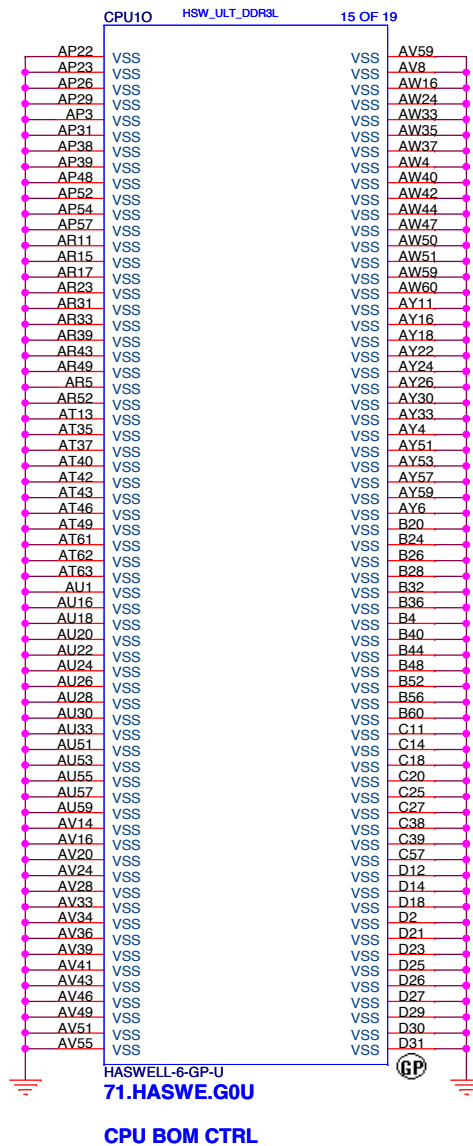 CPU1O HSW_ULT_DDR3L 15 OF 19
AP22 VSS VSS AV59
AP23 VSS VSS AV8
AP26 VSS VSS AW16
AP29 VSS VSS AW24
AP3 VSS VSS AW33
AP31 VSS VSS AW35
AP38 VSS VSS AW37
AP39 VSS VSS AW4
AP48 VSS VSS AW40
AP52 VSS VSS AW42
AP54 VSS VSS AW44
AP57 VSS VSS AW47
AR11 VSS VSS AW50
AR15 VSS VSS AW51
AR17 VSS VSS AW59
AR23 VSS VSS AW60
AR31 VSS VSS AY11
AR33 VSS VSS AY16
AR39 VSS VSS AY18
AR43 VSS VSS AY22
AR49 VSS VSS AY24
AR5 VSS VSS AY26
AR52 VSS VSS AY30
AT13 VSS VSS AY33
AT35 VSS VSS AY4
AT37 VSS VSS AY51
AT40 VSS VSS AY53
AT42 VSS VSS AY57
AT43 VSS VSS AY59
AT46 VSS VSS AY6
AT49 VSS VSS B20
AT61 VSS VSS B24
AT62 VSS VSS B26
AT63 VSS VSS B28
AU1 VSS VSS B32
AU16 VSS VSS B36
AU18 VSS VSS B4
AU20 VSS VSS B40
AU22 VSS VSS B44
AU24 VSS VSS B48
AU26 VSS VSS B52
AU28 VSS VSS B56
AU30 VSS VSS B60
AU33 VSS VSS C11
AU51 VSS VSS C14
AU53 VSS VSS C18
AU55 VSS VSS C20
AU57 VSS VSS C25
AU59 VSS VSS C27
AV14 VSS VSS C38
AV16 VSS VSS C39
AV20 VSS VSS C57
AV24 VSS VSS D12
AV28 VSS VSS D14
AV33 VSS VSS D18
AV34 VSS VSS D2
AV36 VSS VSS D21
AV39 VSS VSS D23
AV41 VSS VSS D25
AV43 VSS VSS D26
AV46 VSS VSS D27
AV49 VSS VSS D29
AV51 VSS VSS D30
AV55 VSS VSS D31
HASWELL-6-GP-U GP
71.HASWE.G0U
CPU BOM CTRL